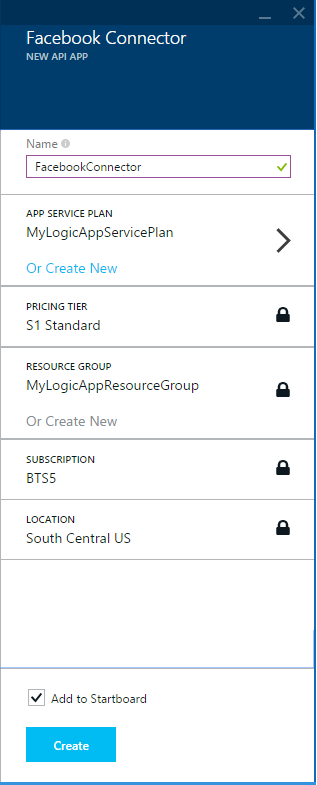 Facebook Connector
NEW API APP
Name
FacebookConnector
APP SERVICE PLAN
MyLogicAppServicePlan
Or Create New
PRICING TIER
S1 Standard
RESOURCE GROUP
MyLogicAppResourceGroup
Or Create New
SUBSCRIPTION
BTS5
LOCATION
South Central US
Add to Startboard
Create